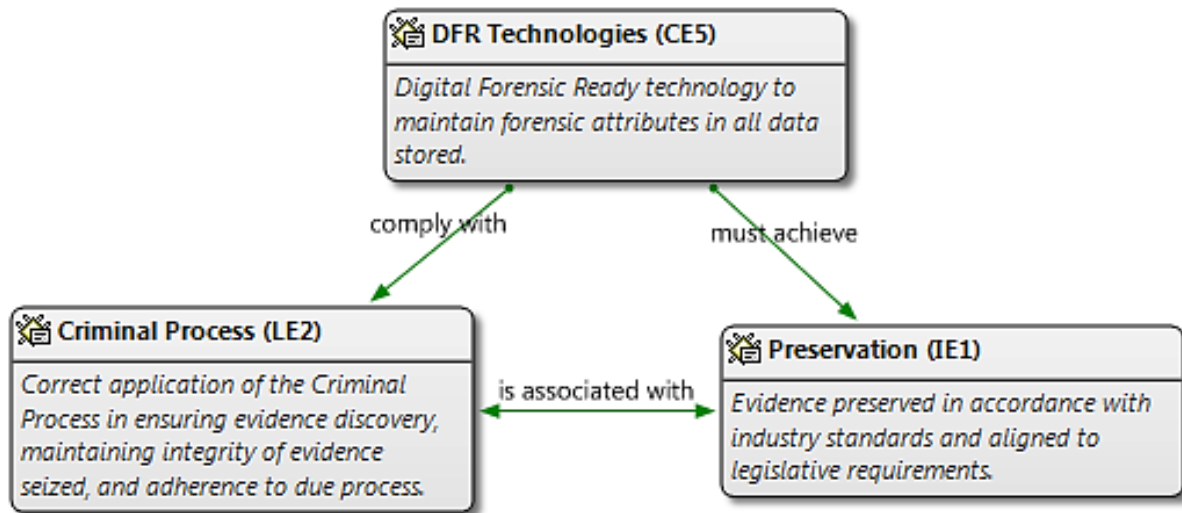 DFR Technologies (CE5)
Digital Forensic Ready technology to
maintain forensic attributes in all data
stored.
comply with
must achieve
Criminal Process (LE2)
Correct application of the Criminal
Process in ensuring evidence discovery,
maintaining integrity of evidence
seized, and adherence to due process.
is associated with
Preservation (IE1)
Evidence preserved in accordance with
industry standards and aligned to
legislative requirements.